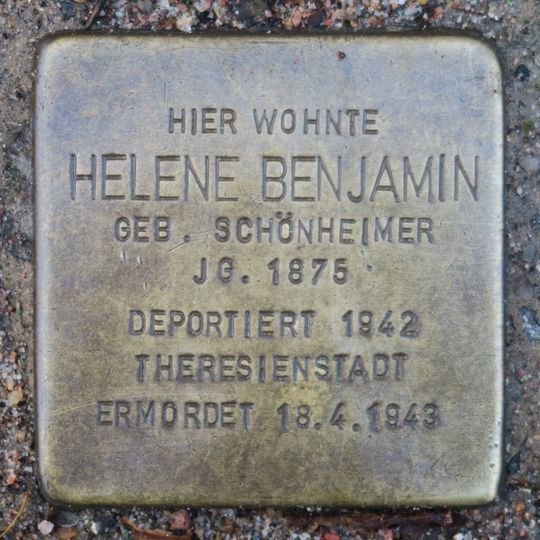 HIER WOHNTE
HELENE BENJAMIN
GEB. SCHÖNHEIMER
JG. 1875
DEPORTIERT 1942
THERESIENSTADT
ERMORDET 18.4.1943